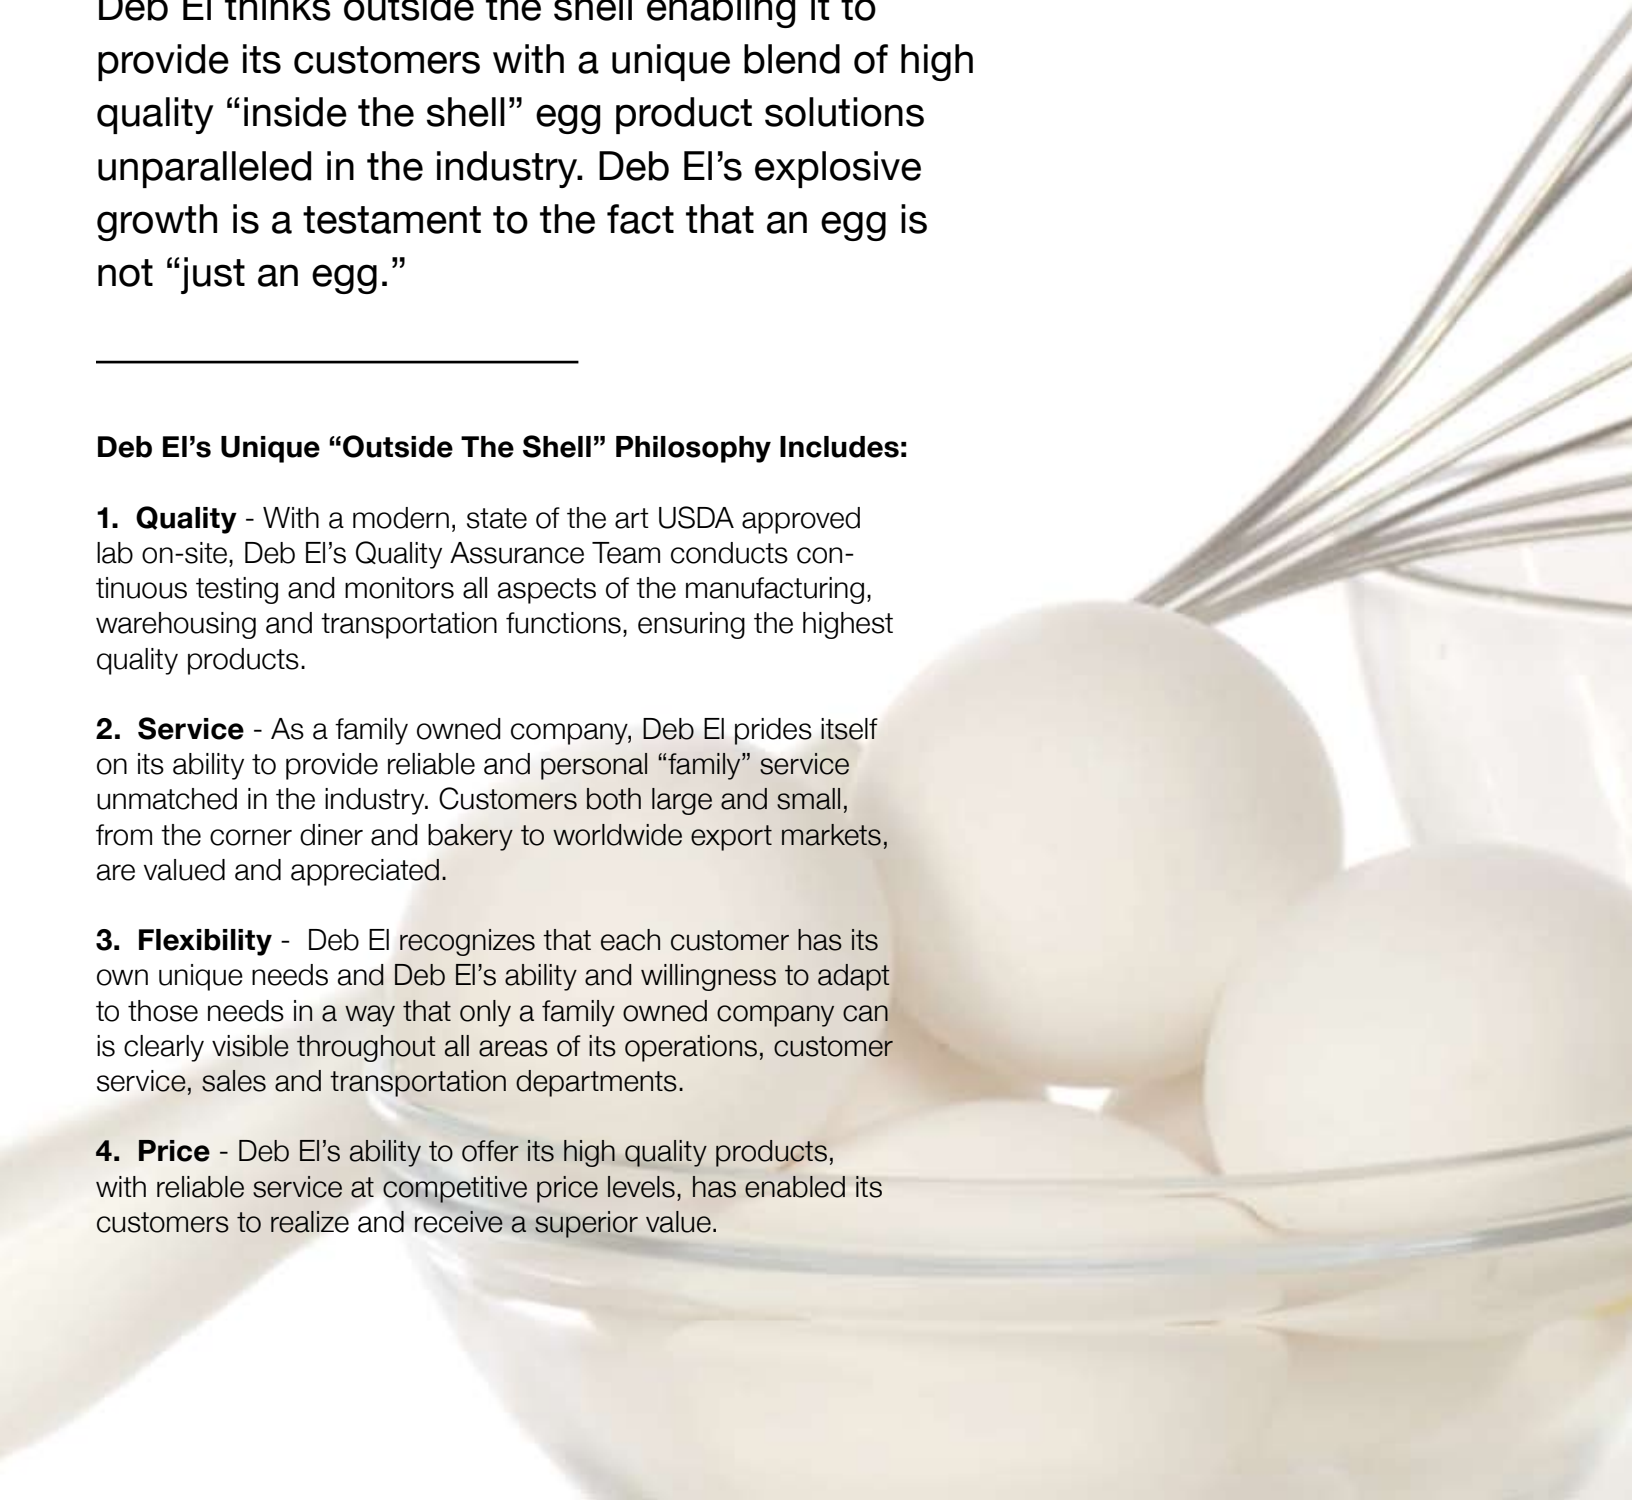 Deb El thinks outside the shell enabling it to
provide its customers with a unique blend of high
quality “inside the shell” egg product solutions
unparalleled in the industry. Deb El’s explosive
growth is a testament to the fact that an egg is
not “just an egg.”
Deb El’s Unique “Outside The Shell” Philosophy Includes:
1. Quality - With a modern, state of the art USDA approved
lab on-site, Deb El’s Quality Assurance Team conducts con-
tinuous testing and monitors all aspects of the manufacturing,
warehousing and transportation functions, ensuring the highest
quality products.
2. Service - As a family owned company, Deb El prides itself
on its ability to provide reliable and personal “family” service
unmatched in the industry. Customers both large and small,
from the corner diner and bakery to worldwide export markets,
are valued and appreciated.
3. Flexibility - Deb El recognizes that each customer has its
own unique needs and Deb El’s ability and willingness to adapt
to those needs in a way that only a family owned company can
is clearly visible throughout all areas of its operations, customer
service, sales and transportation departments.
4. Price - Deb El’s ability to offer its high quality products,
with reliable service at competitive price levels, has enabled its
customers to realize and receive a superior value.